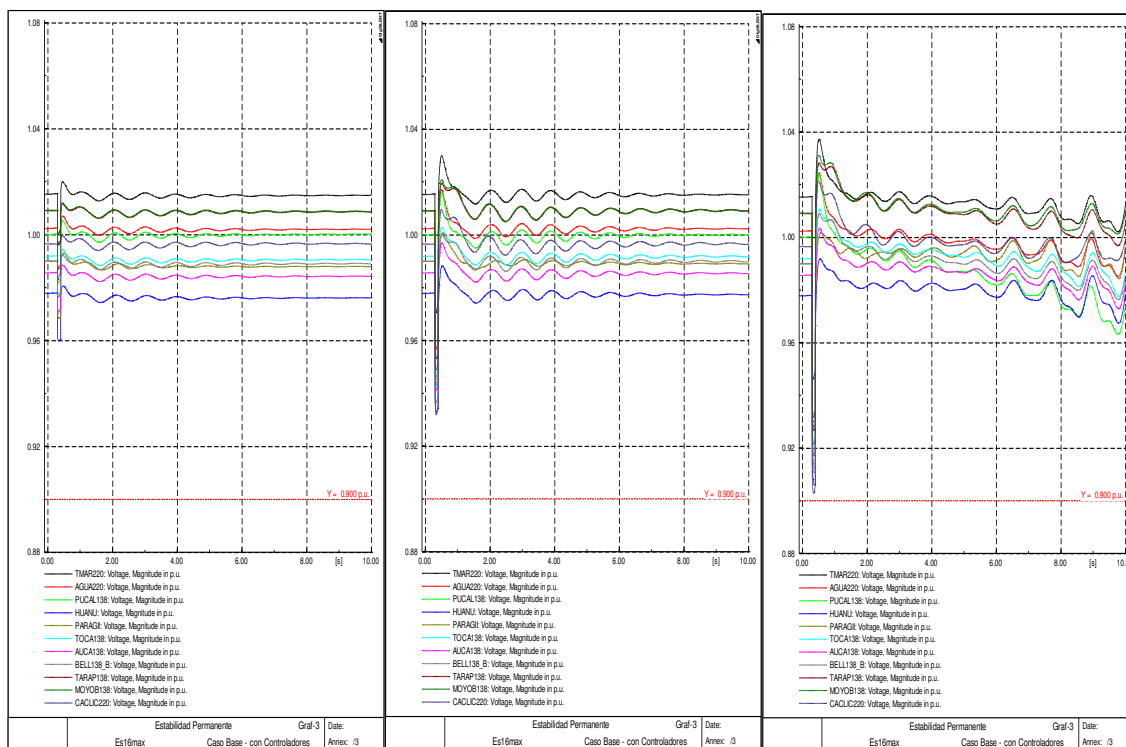 1.08
1.04
1.00
0.96
0.92
0.88
Y = 0.900 p.u.
0.00 2.00 4.00 6.00 8.00 [s] 10.00
TMAR220: Voltage, Magnitude in p.u.
AGUA220: Voltage, Magnitude in p.u.
PUCAL138: Voltage, Magnitude in p.u.
HUANU: Voltage, Magnitude in p.u.
PARAGII: Voltage, Magnitude in p.u.
TOCA138: Voltage, Magnitude in p.u.
AUCA138: Voltage, Magnitude in p.u.
BELL138_B: Voltage, Magnitude in p.u.
TARAP138: Voltage, Magnitude in p.u.
MOYOB138: Voltage, Magnitude in p.u.
CACLIC220: Voltage, Magnitude in p.u.
Estabilidad Permanente Graf-3 Date:
Es16max Caso Base - con Controladores Annex: /3
DIgSILENT
1.08
1.04
1.00
0.96
0.92
0.88
Y = 0.900 p.u.
0.00 2.00 4.00 6.00 8.00 [s] 10.00
TMAR220: Voltage, Magnitude in p.u.
AGUA220: Voltage, Magnitude in p.u.
PUCAL138: Voltage, Magnitude in p.u.
HUANU: Voltage, Magnitude in p.u.
PARAGII: Voltage, Magnitude in p.u.
TOCA138: Voltage, Magnitude in p.u.
AUCA138: Voltage, Magnitude in p.u.
BELL138_B: Voltage, Magnitude in p.u.
TARAP138: Voltage, Magnitude in p.u.
MOYOB138: Voltage, Magnitude in p.u.
CACLIC220: Voltage, Magnitude in p.u.
Estabilidad Permanente Graf-3 Date:
Es16max Caso Base - con Controladores Annex: /3
DIgSILENT
1.08
1.04
1.00
0.96
0.92
0.88
Y = 0.900 p.u.
0.00 2.00 4.00 6.00 8.00 [s] 10.00
TMAR220: Voltage, Magnitude in p.u.
AGUA220: Voltage, Magnitude in p.u.
PUCAL138: Voltage, Magnitude in p.u.
HUANU: Voltage, Magnitude in p.u.
PARAGII: Voltage, Magnitude in p.u.
TOCA138: Voltage, Magnitude in p.u.
AUCA138: Voltage, Magnitude in p.u.
BELL138_B: Voltage, Magnitude in p.u.
TARAP138: Voltage, Magnitude in p.u.
MOYOB138: Voltage, Magnitude in p.u.
CACLIC220: Voltage, Magnitude in p.u.
Estabilidad Permanente Graf-3 Date:
Es16max Caso Base - con Controladores Annex: /3